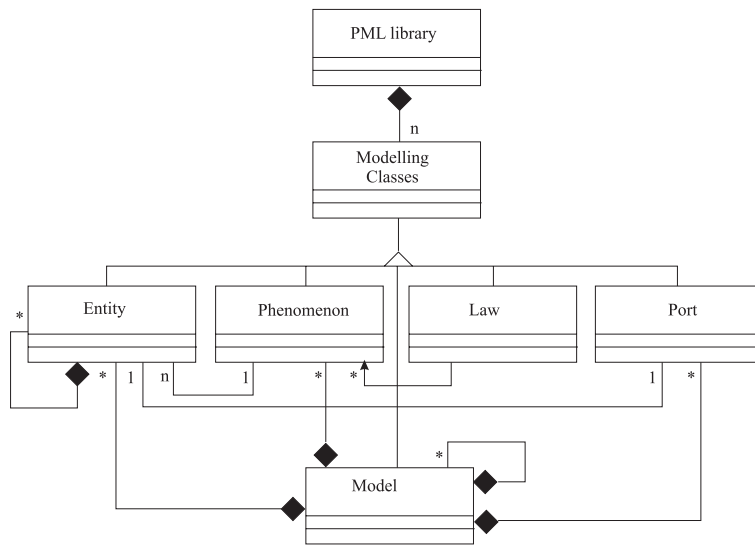 PML library
n
Modelling
Classes
Entity
Phenomenon
Law
Port
*
* 1 n 1 * * 1 *
*
Model